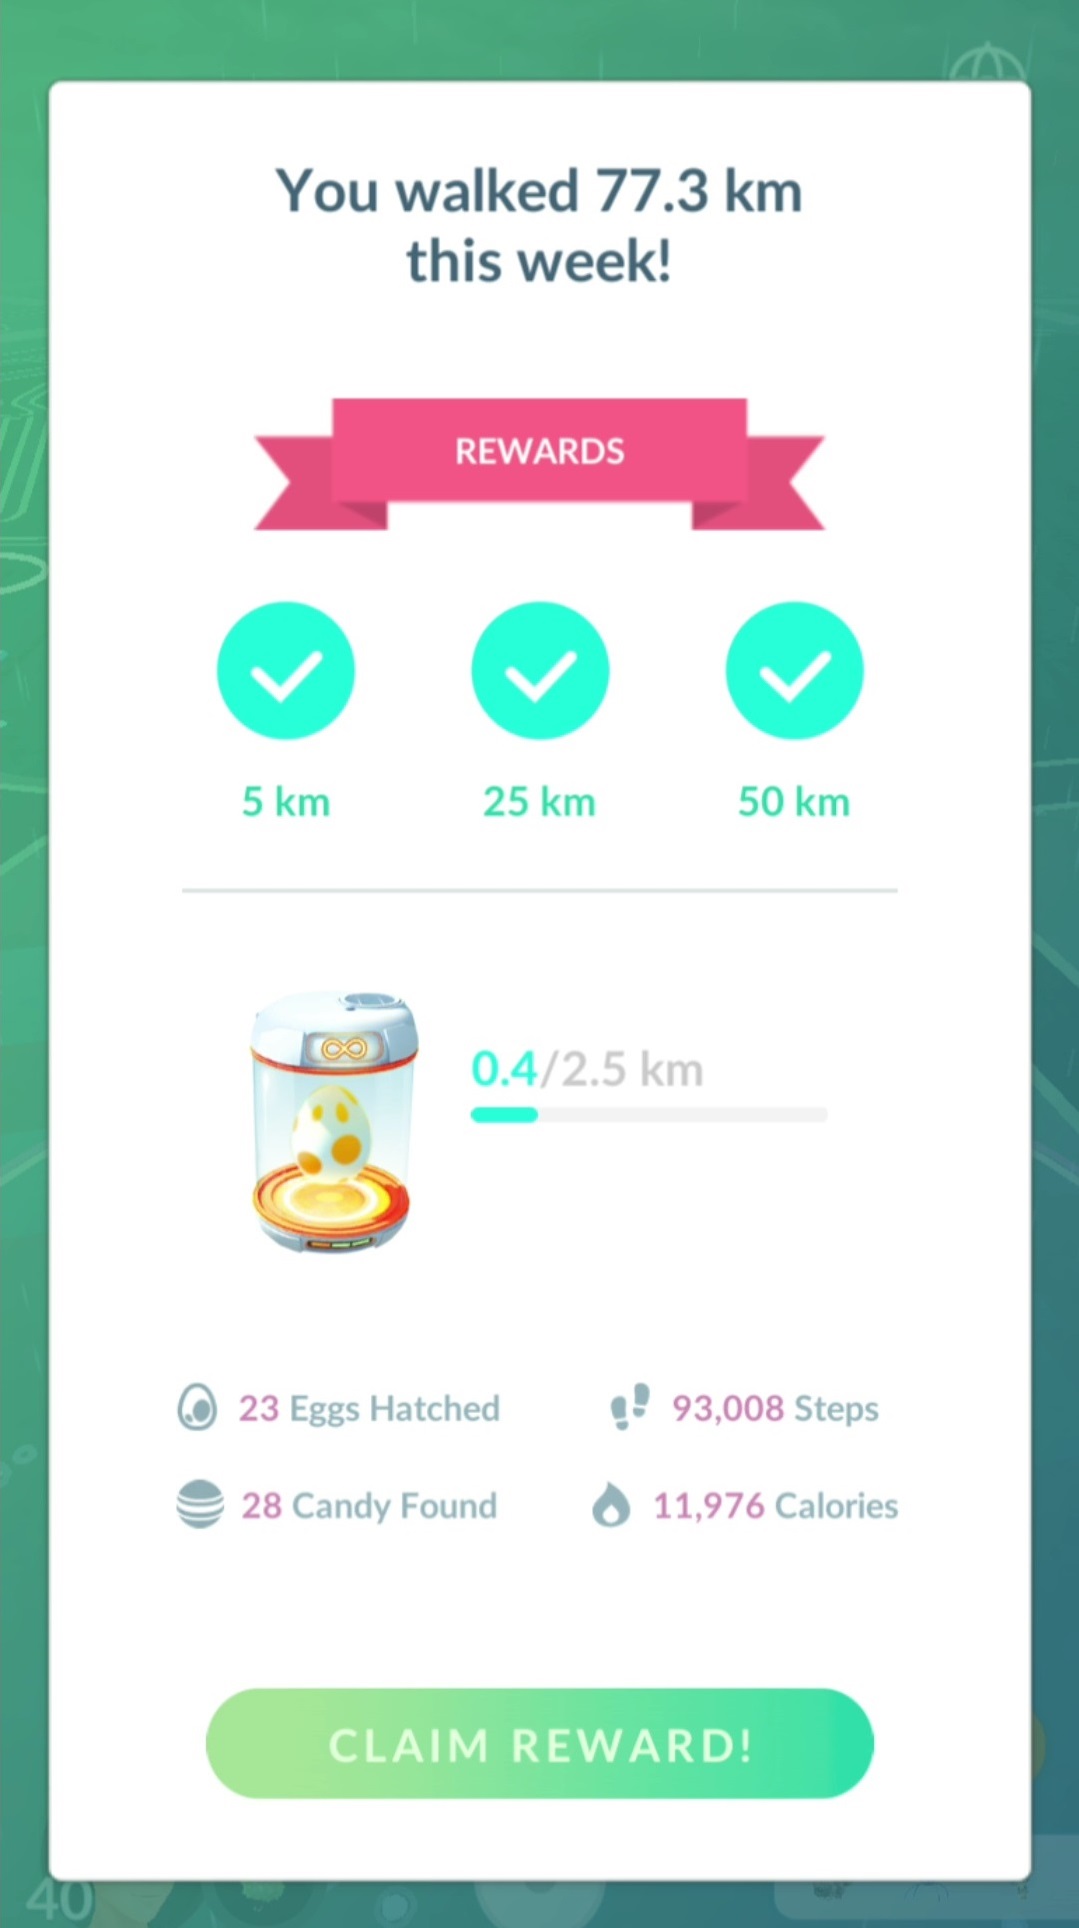 You walked 77.3 km
this week!
REWARDS
5 km
25 km
50 km
0.4/2.5 km
23 Eggs Hatched
93,008 Steps
28 Candy Found
11,976 Calories
CLAIM REWARD!
40